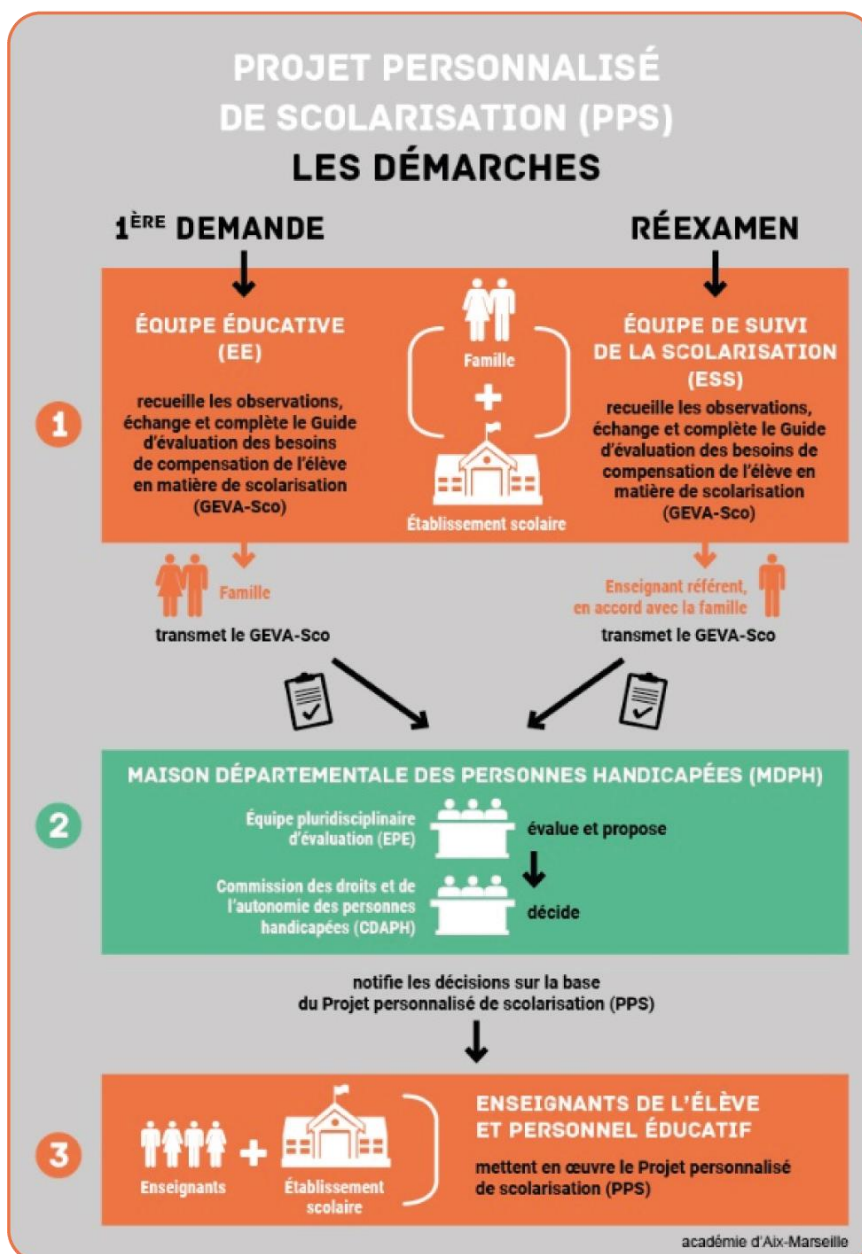 PROJET PERSONNALISÉ
DE SCOLARISATION (PPS)
LES DÉMARCHES
1ÈRE DEMANDE
RÉEXAMEN
1
ÉQUIPE ÉDUCATIVE
(EE)
recueille les observations,
échange et complète le Guide
d'évaluation des besoins
de compensation de l'élève
en matière de scolarisation
(GEVA-Sco)
Famille
+
Établissement scolaire
ÉQUIPE DE SUIVI
DE LA SCOLARISATION
(ESS)
recueille les observations,
échange et complète le Guide
d'évaluation des besoins de
compensation de l'élève en
matière de scolarisation
(GEVA-Sco)
Famille
transmet le GEVA-Sco
Enseignant référent,
en accord avec la famille
transmet le GEVA-Sco
2
MAISON DÉPARTEMENTALE DES PERSONNES HANDICAPÉES (MDPH)
Équipe pluridisciplinaire
d'évaluation (EPE)
évalue et propose
Commission des droits et de
l'autonomie des personnes
handicapées (CDAPH)
décide
notifie les décisions sur la base
du Projet personnalisé de scolarisation (PPS)
3
Enseignants
+
Établissement
scolaire
ENSEIGNANTS DE L'ÉLÈVE
ET PERSONNEL ÉDUCATIF
mettent en œuvre le Projet personnalisé
de scolarisation (PPS)
académie d'Aix-Marseille